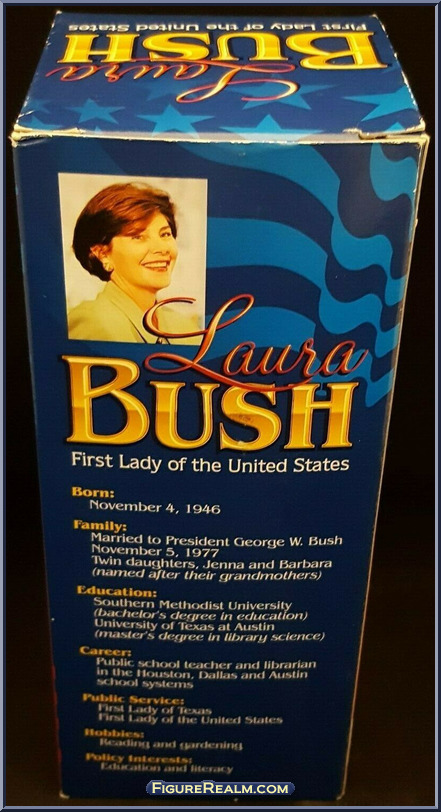 First Lady of the United States
BUSH
Laura
Laura
BUSH
First Lady of the United States
Born:
November 4, 1946
Family:
Married to President George W. Bush
November 5, 1977
Twin daughters, Jenna and Barbara
(named after their grandmothers)
Education:
Southern Methodist University
(bachelor's degree in education)
University of Texas at Austin
(master's degree in library science)
Career:
Public school teacher and librarian
in the Houston, Dallas and Austin
school systems
Public Service:
First Lady of Texas
First Lady of the United States
Hobbies:
Reading and gardening
Policy Interests:
Education and literacy
FIGUREREALM.COM